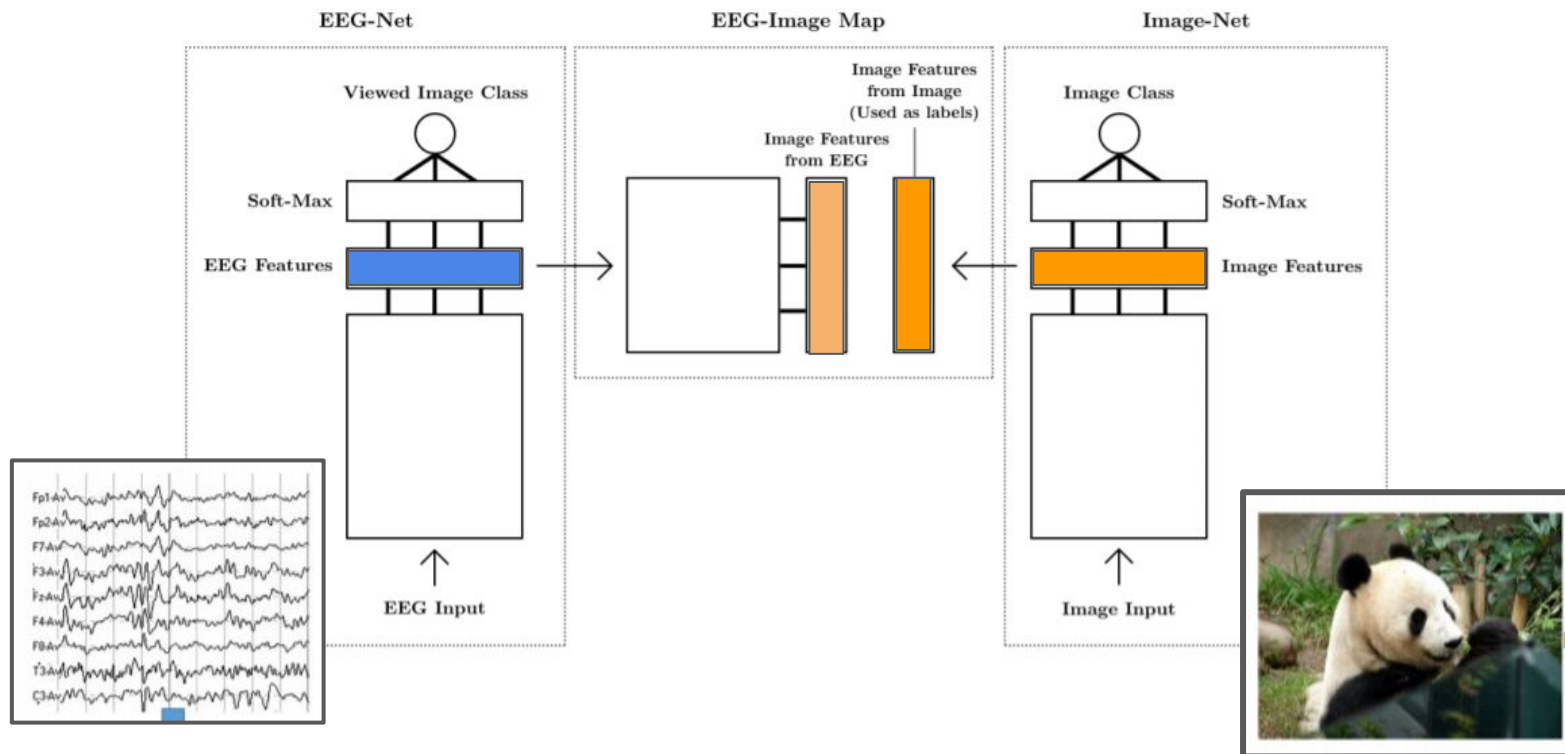 EEG-Net
EEG-Image Map
Image-Net
Viewed Image Class
Soft-Max
EEG Features
EEG Input
Image Features
from Image
(Used as labels)
Image Features
from EEG
Image Class
Soft-Max
Image Features
Image Input
Fp1-Av
Fp2-Av
F7-Av
F3-Av
Fz-Av
F4-Av
F8-Av
T3-Av
C3-Av